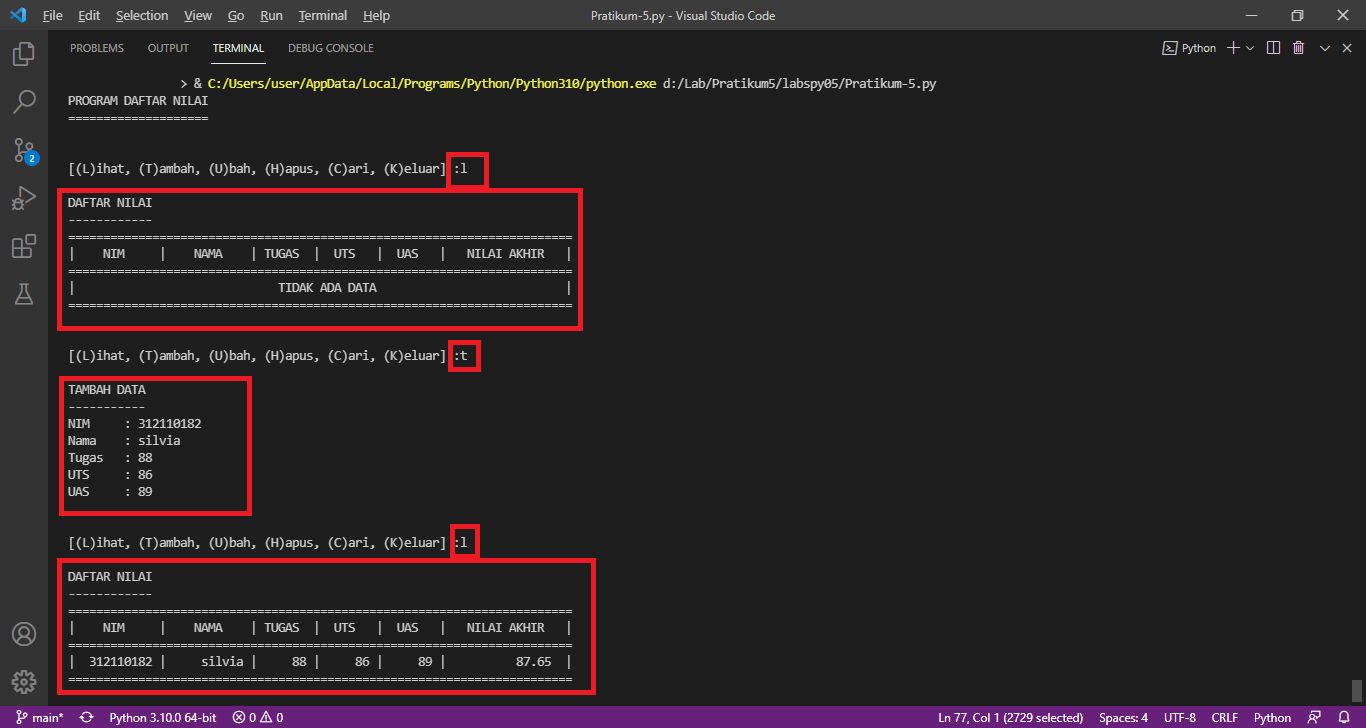 File Edit Selection View Go Run Terminal Help Pratikum-5.py - Visual Studio Code
PROBLEMS OUTPUT TERMINAL DEBUG CONSOLE Python
> & C:/Users/user/AppData/Local/Programs/Python/Python310/python.exe d:/Lab/Pratikum5/labspy05/Pratikum-5.py
PROGRAM DAFTAR NILAI
====================
[(L)ihat, (T)ambah, (U)bah, (H)apus, (C)ari, (K)eluar] :l
DAFTAR NILAI
------------
========================================================================
| NIM | NAMA | TUGAS | UTS | UAS | NILAI AKHIR |
========================================================================
| TIDAK ADA DATA |
========================================================================
[(L)ihat, (T)ambah, (U)bah, (H)apus, (C)ari, (K)eluar] :t
TAMBAH DATA
-----------
NIM : 312110182
Nama : silvia
Tugas : 88
UTS : 86
UAS : 89
[(L)ihat, (T)ambah, (U)bah, (H)apus, (C)ari, (K)eluar] :l
DAFTAR NILAI
------------
========================================================================
| NIM | NAMA | TUGAS | UTS | UAS | NILAI AKHIR |
========================================================================
| 312110182 | silvia | 88 | 86 | 89 | 87.65 |
========================================================================
2
main* Python 3.10.0 64-bit 0 0 Ln 77, Col 1 (2729 selected) Spaces: 4 UTF-8 CRLF Python